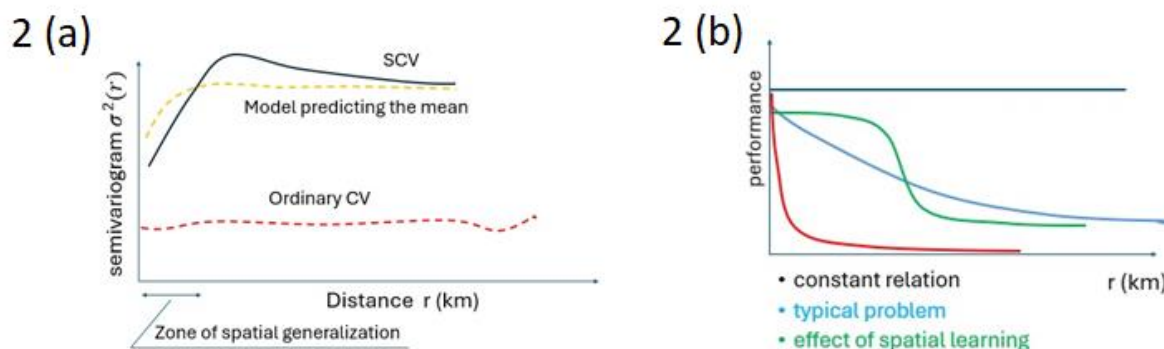 2 (a)
SCV
Model predicting the mean
Ordinary CV
semivariogram σ²(r)
Distance r (km)
Zone of spatial generalization
2 (b)
performance
r (km)
• constant relation
• typical problem
• effect of spatial learning